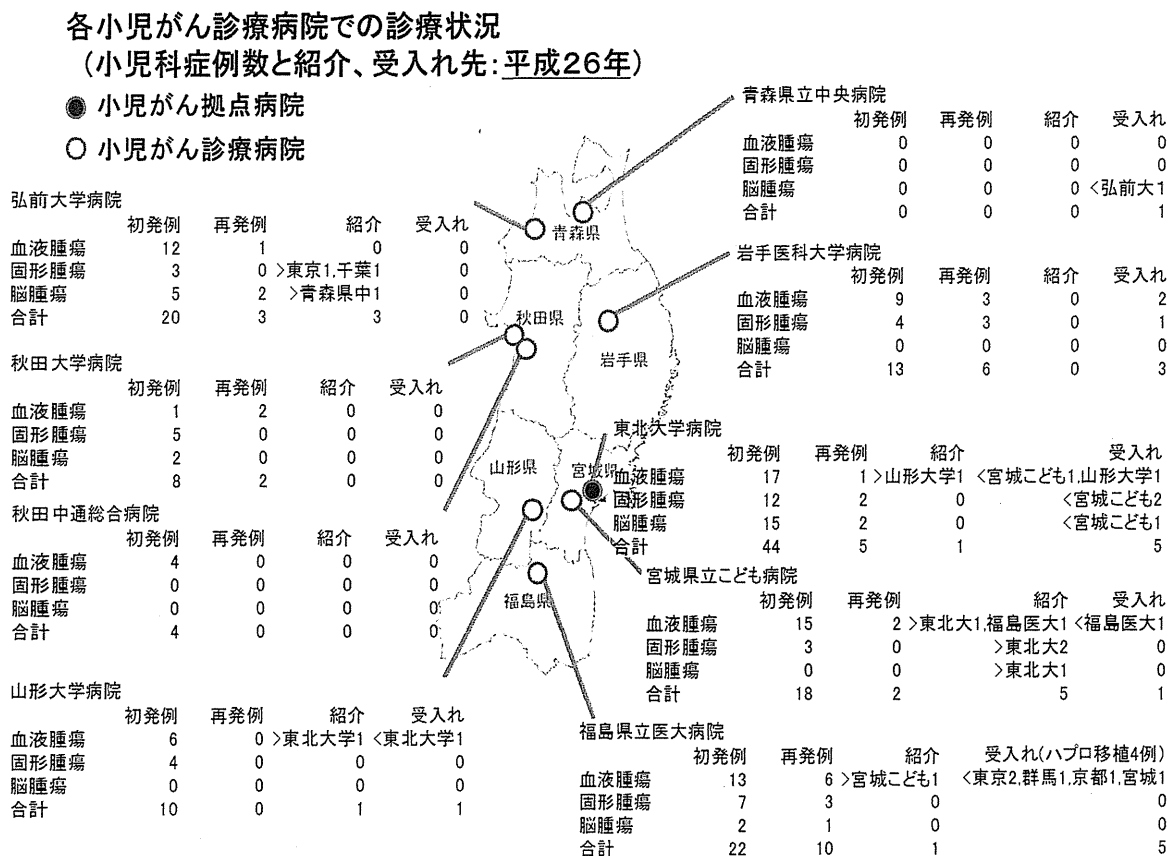 各小児がん診療病院での診療状況
(小児科症例数と紹介、受入れ先:平成26年)
小児がん拠点病院
小児がん診療病院
青森県立中央病院
初発例 再発例 紹介 受入れ
血液腫瘍 0 0 0 0
固形腫瘍 0 0 0 0
脳腫瘍 0 0 0 <弘前大1
合計 0 0 0 1
弘前大学病院
初発例 再発例 紹介 受入れ
血液腫瘍 12 1 0 0
固形腫瘍 3 0 >東京1,千葉1 0
脳腫瘍 5 2 >青森県中1 0
合計 20 3 3 0
岩手医科大学病院
初発例 再発例 紹介 受入れ
血液腫瘍 9 3 0 2
固形腫瘍 4 3 0 1
脳腫瘍 0 0 0 0
合計 13 6 0 3
秋田大学病院
初発例 再発例 紹介 受入れ
血液腫瘍 1 2 0 0
固形腫瘍 5 0 0 0
脳腫瘍 2 0 0 0
合計 8 2 0 0
青森県
秋田県
岩手県
山形県
宮城県
福島県
東北大学病院
初発例 再発例 紹介 受入れ
血液腫瘍 17 1 >山形大学1 <宮城こども1,山形大学1
固形腫瘍 12 2 0 <宮城こども2
脳腫瘍 15 2 0 <宮城こども1
合計 44 5 1 5
秋田中通総合病院
初発例 再発例 紹介 受入れ
血液腫瘍 4 0 0 0
固形腫瘍 0 0 0 0
脳腫瘍 0 0 0 0
合計 4 0 0 0
宮城県立こども病院
初発例 再発例 紹介 受入れ
血液腫瘍 15 2 >東北大1,福島医大1 <福島医大1
固形腫瘍 3 0 >東北大2 0
脳腫瘍 0 0 >東北大1 0
合計 18 2 5 1
山形大学病院
初発例 再発例 紹介 受入れ
血液腫瘍 6 0 >東北大学1 <東北大学1
固形腫瘍 4 0 0 0
脳腫瘍 0 0 0 0
合計 10 0 1 1
福島県立医大病院
初発例 再発例 紹介 受入れ(ハプロ移植4例)
血液腫瘍 13 6 >宮城こども1 <東京2,群馬1,京都1,宮城1
固形腫瘍 7 3 0 0
脳腫瘍 2 1 0 0
合計 22 10 1 5